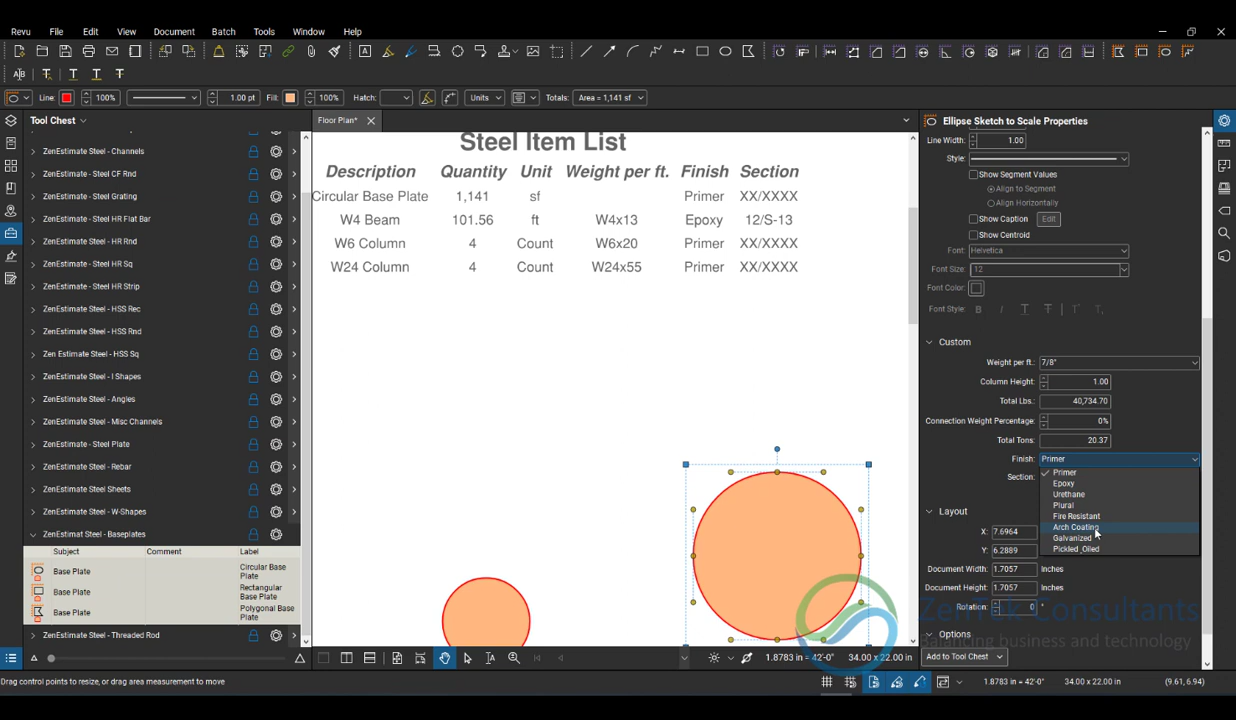 Revu File Edit View Document Batch Tools Window Help
Line: 100% 1.00 pt Fill: 100% Hatch: Units Totals: Area = 1,141 sf
Tool Chest
Floor Plan*
Ellipse Sketch to Scale Properties
ZenEstimate Steel - Channels
ZenEstimate Steel - CF Rnd
ZenEstimate Steel - Steel Grating
ZenEstimate Steel - HR Flat Bar
ZenEstimate Steel - HR Rnd
ZenEstimate - Steel HR Sq
ZenEstimate - Steel HR Strip
ZenEstimate Steel - HSS Rec
ZenEstimate Steel - HSS Rnd
Zen Estimate Steel - HSS Sq
ZenEstimate Steel - I Shapes
ZenEstimate Steel - Angles
ZenEstimate Steel - Misc Channels
ZenEstimate - Steel Plate
ZenEstimate Steel - Rebar
ZenEstimate Steel Sheets
ZenEstimate Steel - W-Shapes
ZenEstimat Steel - Baseplates
Subject Comment Label
Base Plate Circular Base Plate
Base Plate Rectangular Base Plate
Base Plate Polygonal Base Plate
ZenEstimate Steel - Threaded Rod
Steel Item List
Description Quantity Unit Weight per ft. Finish Section
Circular Base Plate 1,141 sf Primer XX/XXXX
W4 Beam 101.56 ft W4x13 Epoxy 12/S-13
W6 Column 4 Count W6x20 Primer XX/XXXX
W24 Column 4 Count W24x55 Primer XX/XXXX
Line Width: 1.00
Style:
Show Segment Values
Align to Segment
Align Horizontally
Show Caption Edit
Show Centroid
Font: Helvetica
Font Size: 12
Font Color:
Font Style: B I T T
Custom
Weight per ft.: 7/8"
Column Height: 1.00
Total Lbs.: 40,734.70
Connection Weight Percentage: 0%
Total Tons: 20.37
Finish: Primer
Section:
Primer
Epoxy
Urethane
Plural
Fire Resistant
Arch Coating
Galvanized
Pickled_Oiled
Layout
X: 7.6964
Y: 6.2889
Document Width: 1.7057 Inches
Document Height: 1.7057 Inches
Rotation: 0 °
Options
Add to Tool Chest
ZenTek Consultants
Balancing business and technology
1.8783 in = 42'-0" 34.00 x 22.00 in
Drag control points to resize, or drag area measurement to move
1.8783 in = 42'-0" 34.00 x 22.00 in (9.61, 6.94)